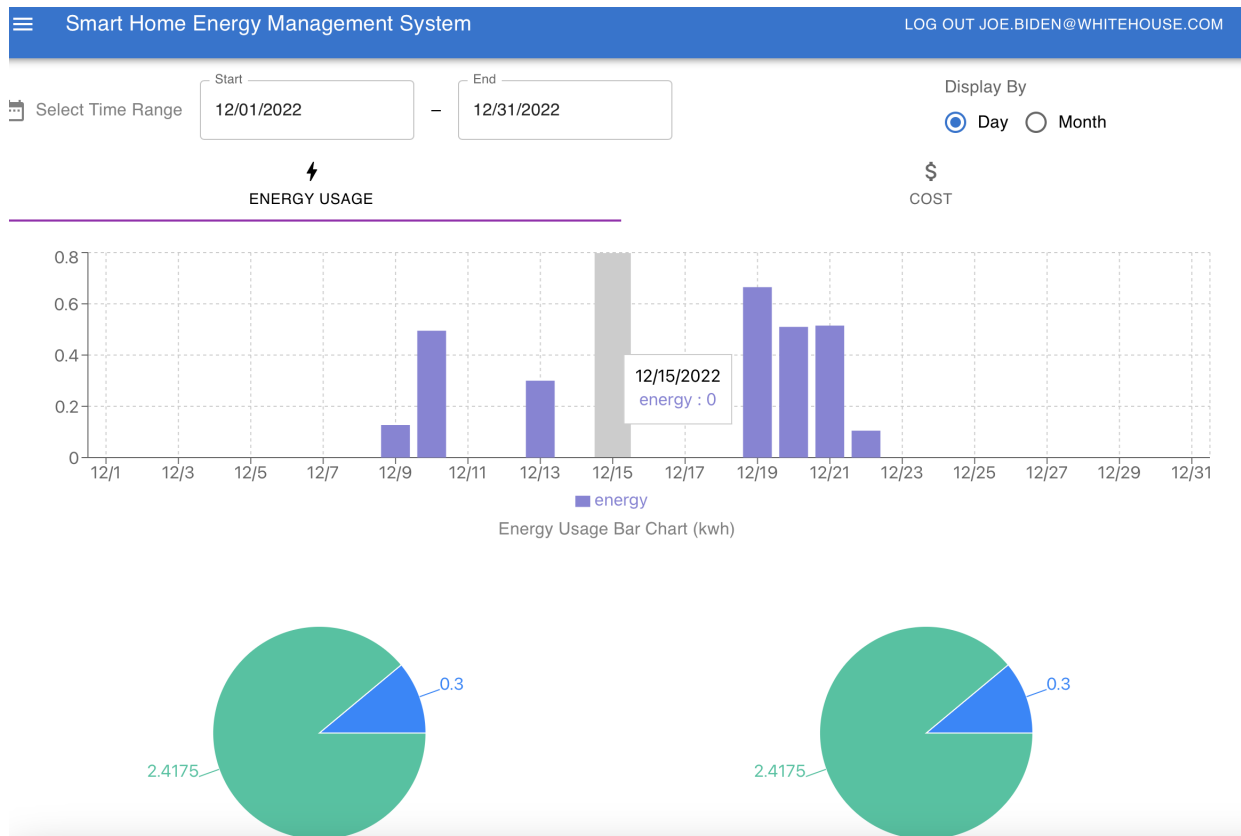 Smart Home Energy Management System
LOG OUT JOE.BIDEN@WHITEHOUSE.COM
Select Time Range
Start
12/01/2022
–
End
12/31/2022
Display By
Day
Month
ENERGY USAGE
$
COST
0.8
0.6
0.4
0.2
0
12/15/2022
energy : 0
12/1 12/3 12/5 12/7 12/9 12/11 12/13 12/15 12/17 12/19 12/21 12/23 12/25 12/27 12/29 12/31
energy
Energy Usage Bar Chart (kwh)
0.3
2.4175
0.3
2.4175